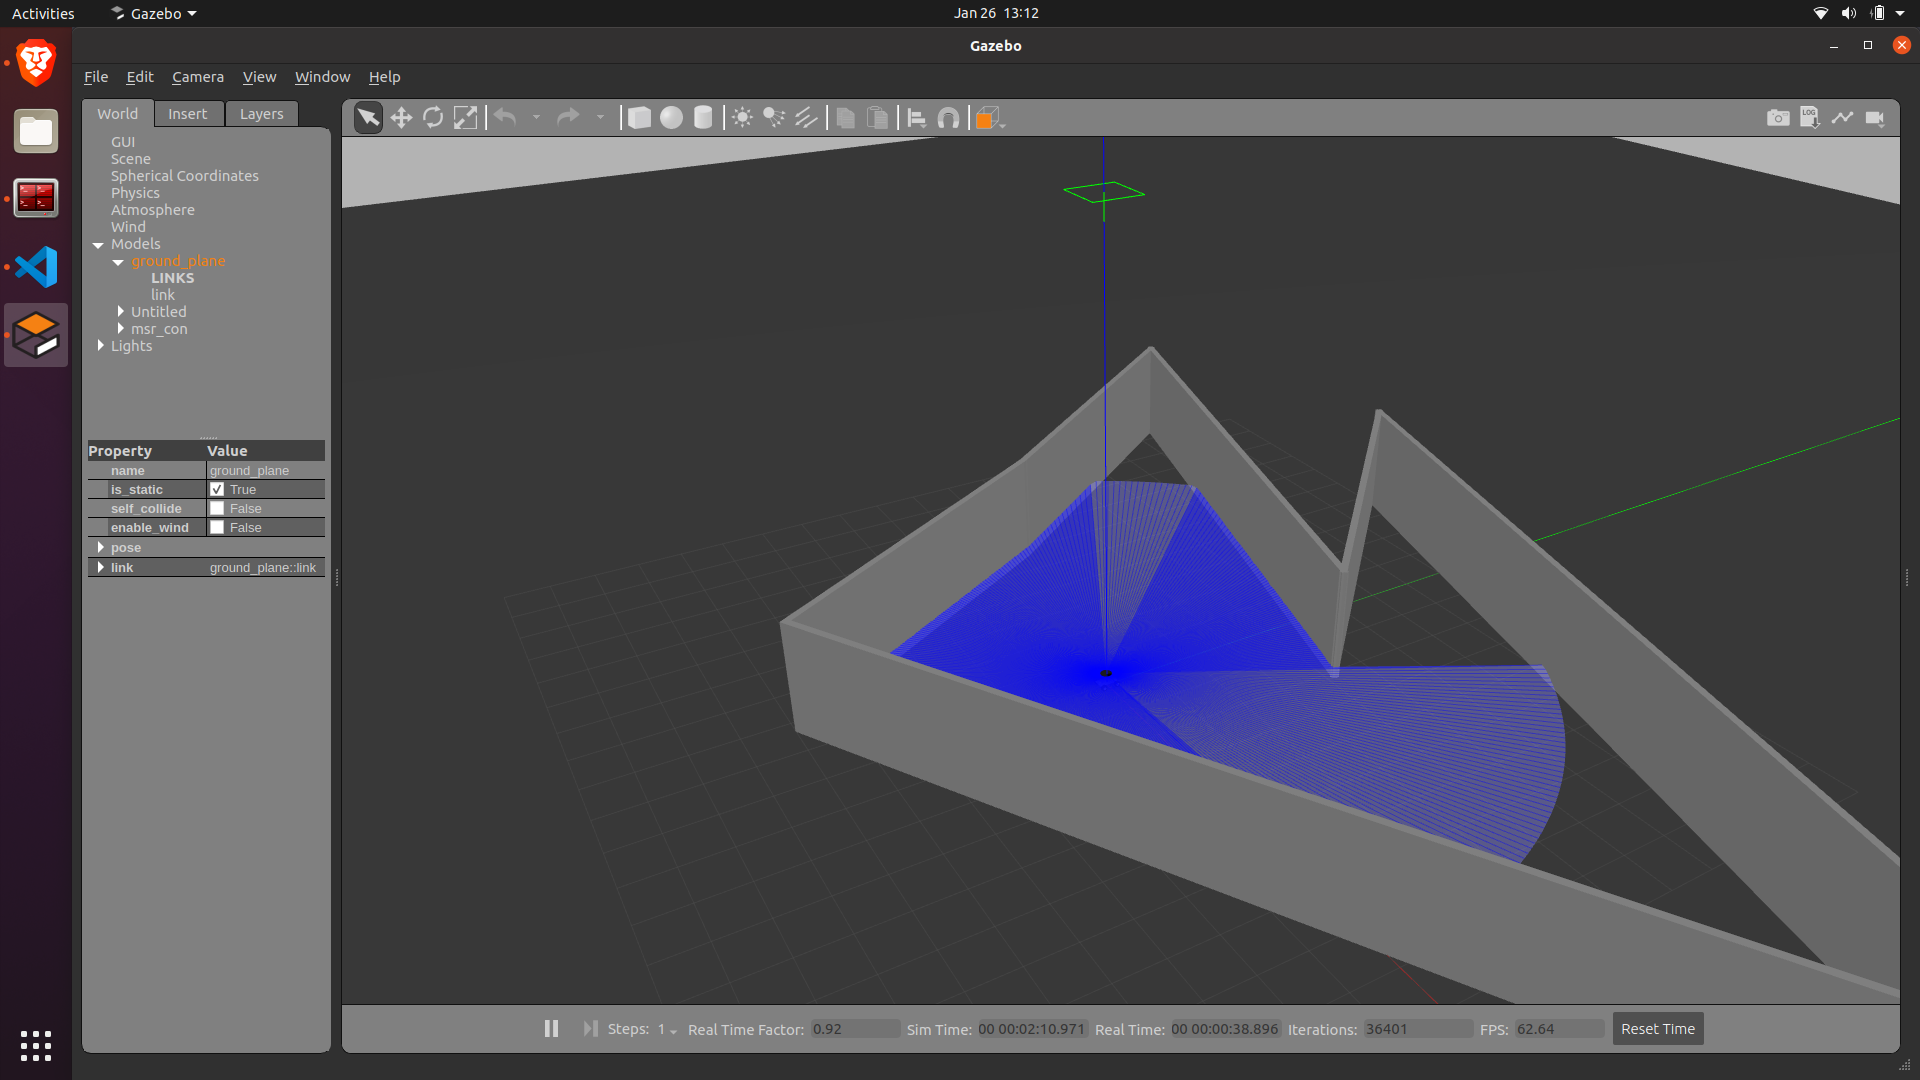 Activities Gazebo Jan 26 13:12
Gazebo
File Edit Camera View Window Help
World Insert Layers
LOG
GUI
Scene
Spherical Coordinates
Physics
Atmosphere
Wind
Models
ground_plane
LINKS
link
Untitled
msr_con
Lights
Property Value
name ground_plane
is_static True
self_collide False
enable_wind False
pose
link ground_plane::link
Steps: 1 Real Time Factor: 0.92 Sim Time: 00 00:02:10.971 Real Time: 00 00:00:38.896 Iterations: 36401 FPS: 62.64 Reset Time